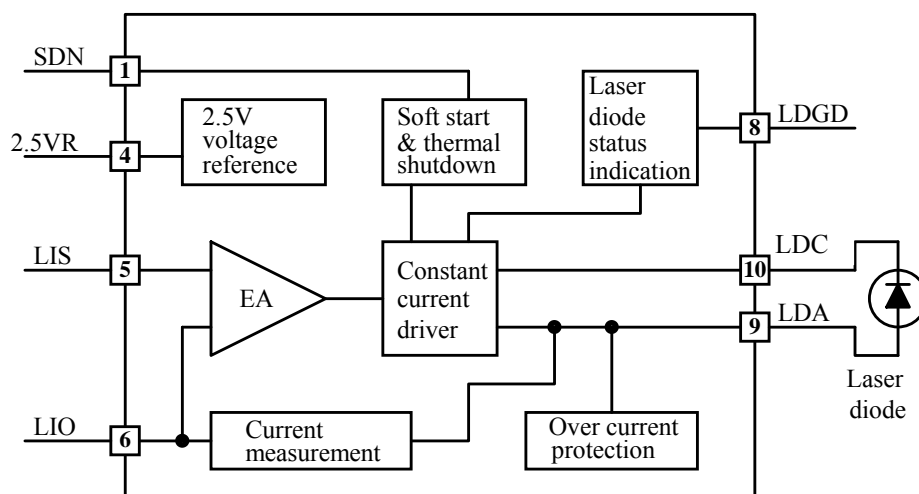 SDN
1
2.5VR
4
2.5V
voltage
reference
Soft start
& thermal
shutdown
Laser
diode
status
indication
8
LDGD
LIS
5
EA
Constant
current
driver
LDC
10
9
LDA
Laser
diode
LIO
6
Current
measurement
Over current
protection